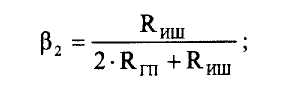 β₂ = R_ИШ / (2 · R_ГП + R_ИШ) ;